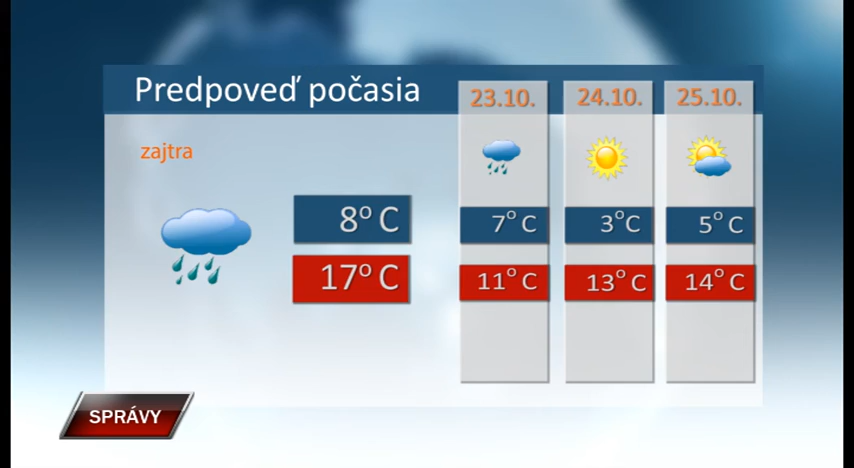 Predpoveď počasia
zajtra
8° C
17° C
23.10.
7° C
11° C
24.10.
3°C
13° C
25.10.
5° C
14° C
SPRÁVY